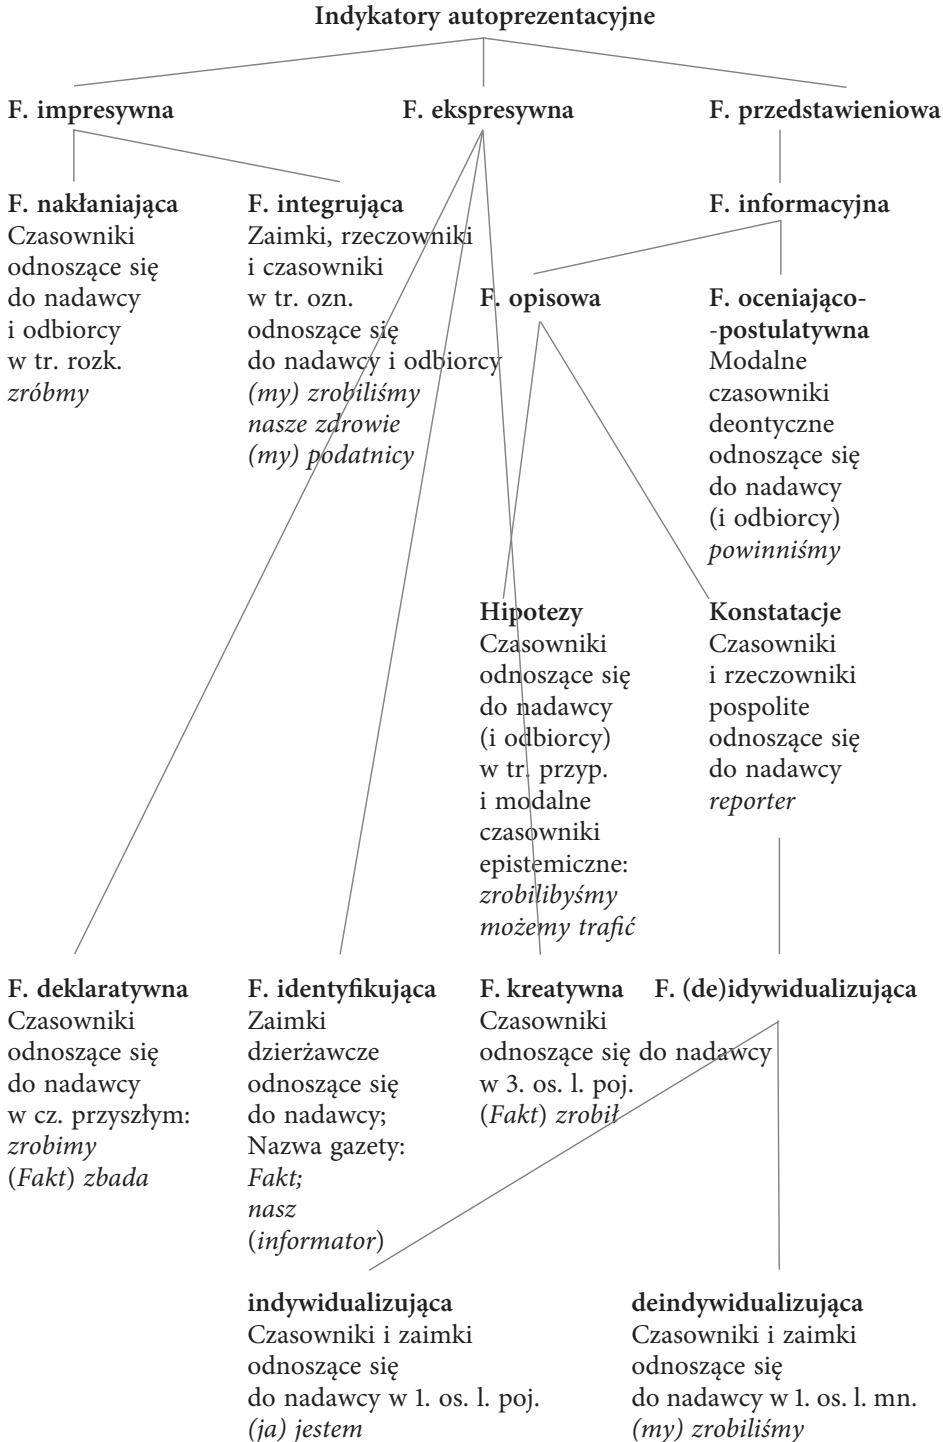 Indykatory autoprezentacyjne
F. impresywna
F. ekspresywna
F. przedstawieniowa
F. nakłaniająca
Czasowniki
odnoszące się
do nadawcy
i odbiorcy
w tr. rozk.
zróbmy
F. integrująca
Zaimki, rzeczowniki
i czasowniki
w tr. ozn.
odnoszące się
do nadawcy i odbiorcy
(my) zrobiliśmy
nasze zdrowie
(my) podatnicy
F. informacyjna
F. opisowa
F. oceniająco-
-postulatywna
Modalne
czasowniki
deontyczne
odnoszące się
do nadawcy
(i odbiorcy)
powinniśmy
Hipotezy
Czasowniki
odnoszące się
do nadawcy
(i odbiorcy)
w tr. przyp.
i modalne
czasowniki
epistemiczne:
zrobilibyśmy
możemy trafić
Konstatacje
Czasowniki
i rzeczowniki
pospolite
odnoszące się
do nadawcy
reporter
F. deklaratywna
Czasowniki
odnoszące się
do nadawcy
w cz. przyszłym:
zrobimy
(Fakt) zbada
F. identyfikująca
Zaimki
dzierżawcze
odnoszące się
do nadawcy;
Nazwa gazety:
Fakt;
nasz
(informator)
F. kreatywna
Czasowniki
odnoszące się do nadawcy
w 3. os. l. poj.
(Fakt) zrobił
F. (de)idywidualizująca
indywidualizująca
Czasowniki i zaimki
odnoszące się
do nadawcy w 1. os. l. poj.
(ja) jestem
deindywidualizująca
Czasowniki i zaimki
odnoszące się
do nadawcy w 1. os. l. mn.
(my) zrobiliśmy